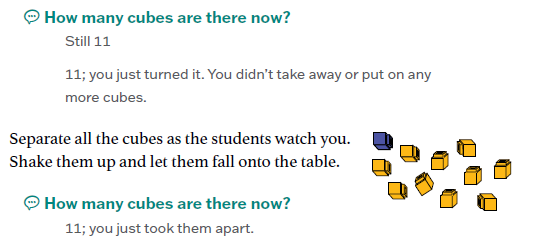 How many cubes are there now?
Still 11
11; you just turned it. You didn’t take away or put on any
more cubes.
Separate all the cubes as the students watch you.
Shake them up and let them fall onto the table.
How many cubes are there now?
11; you just took them apart.